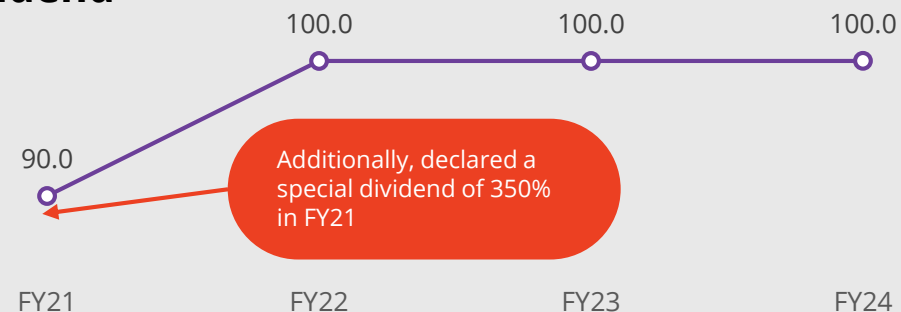 100.0
100.0
100.0
90.0
Additionally, declared a
special dividend of 350%
in FY21
FY21
FY22
FY23
FY24